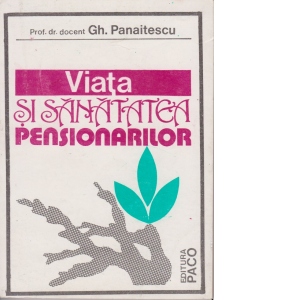 Prof. dr. docent Gh. Panaitescu
Viața
ȘI SĂNĂTATEA
PENSIONARILOR
EDITURA
PACO